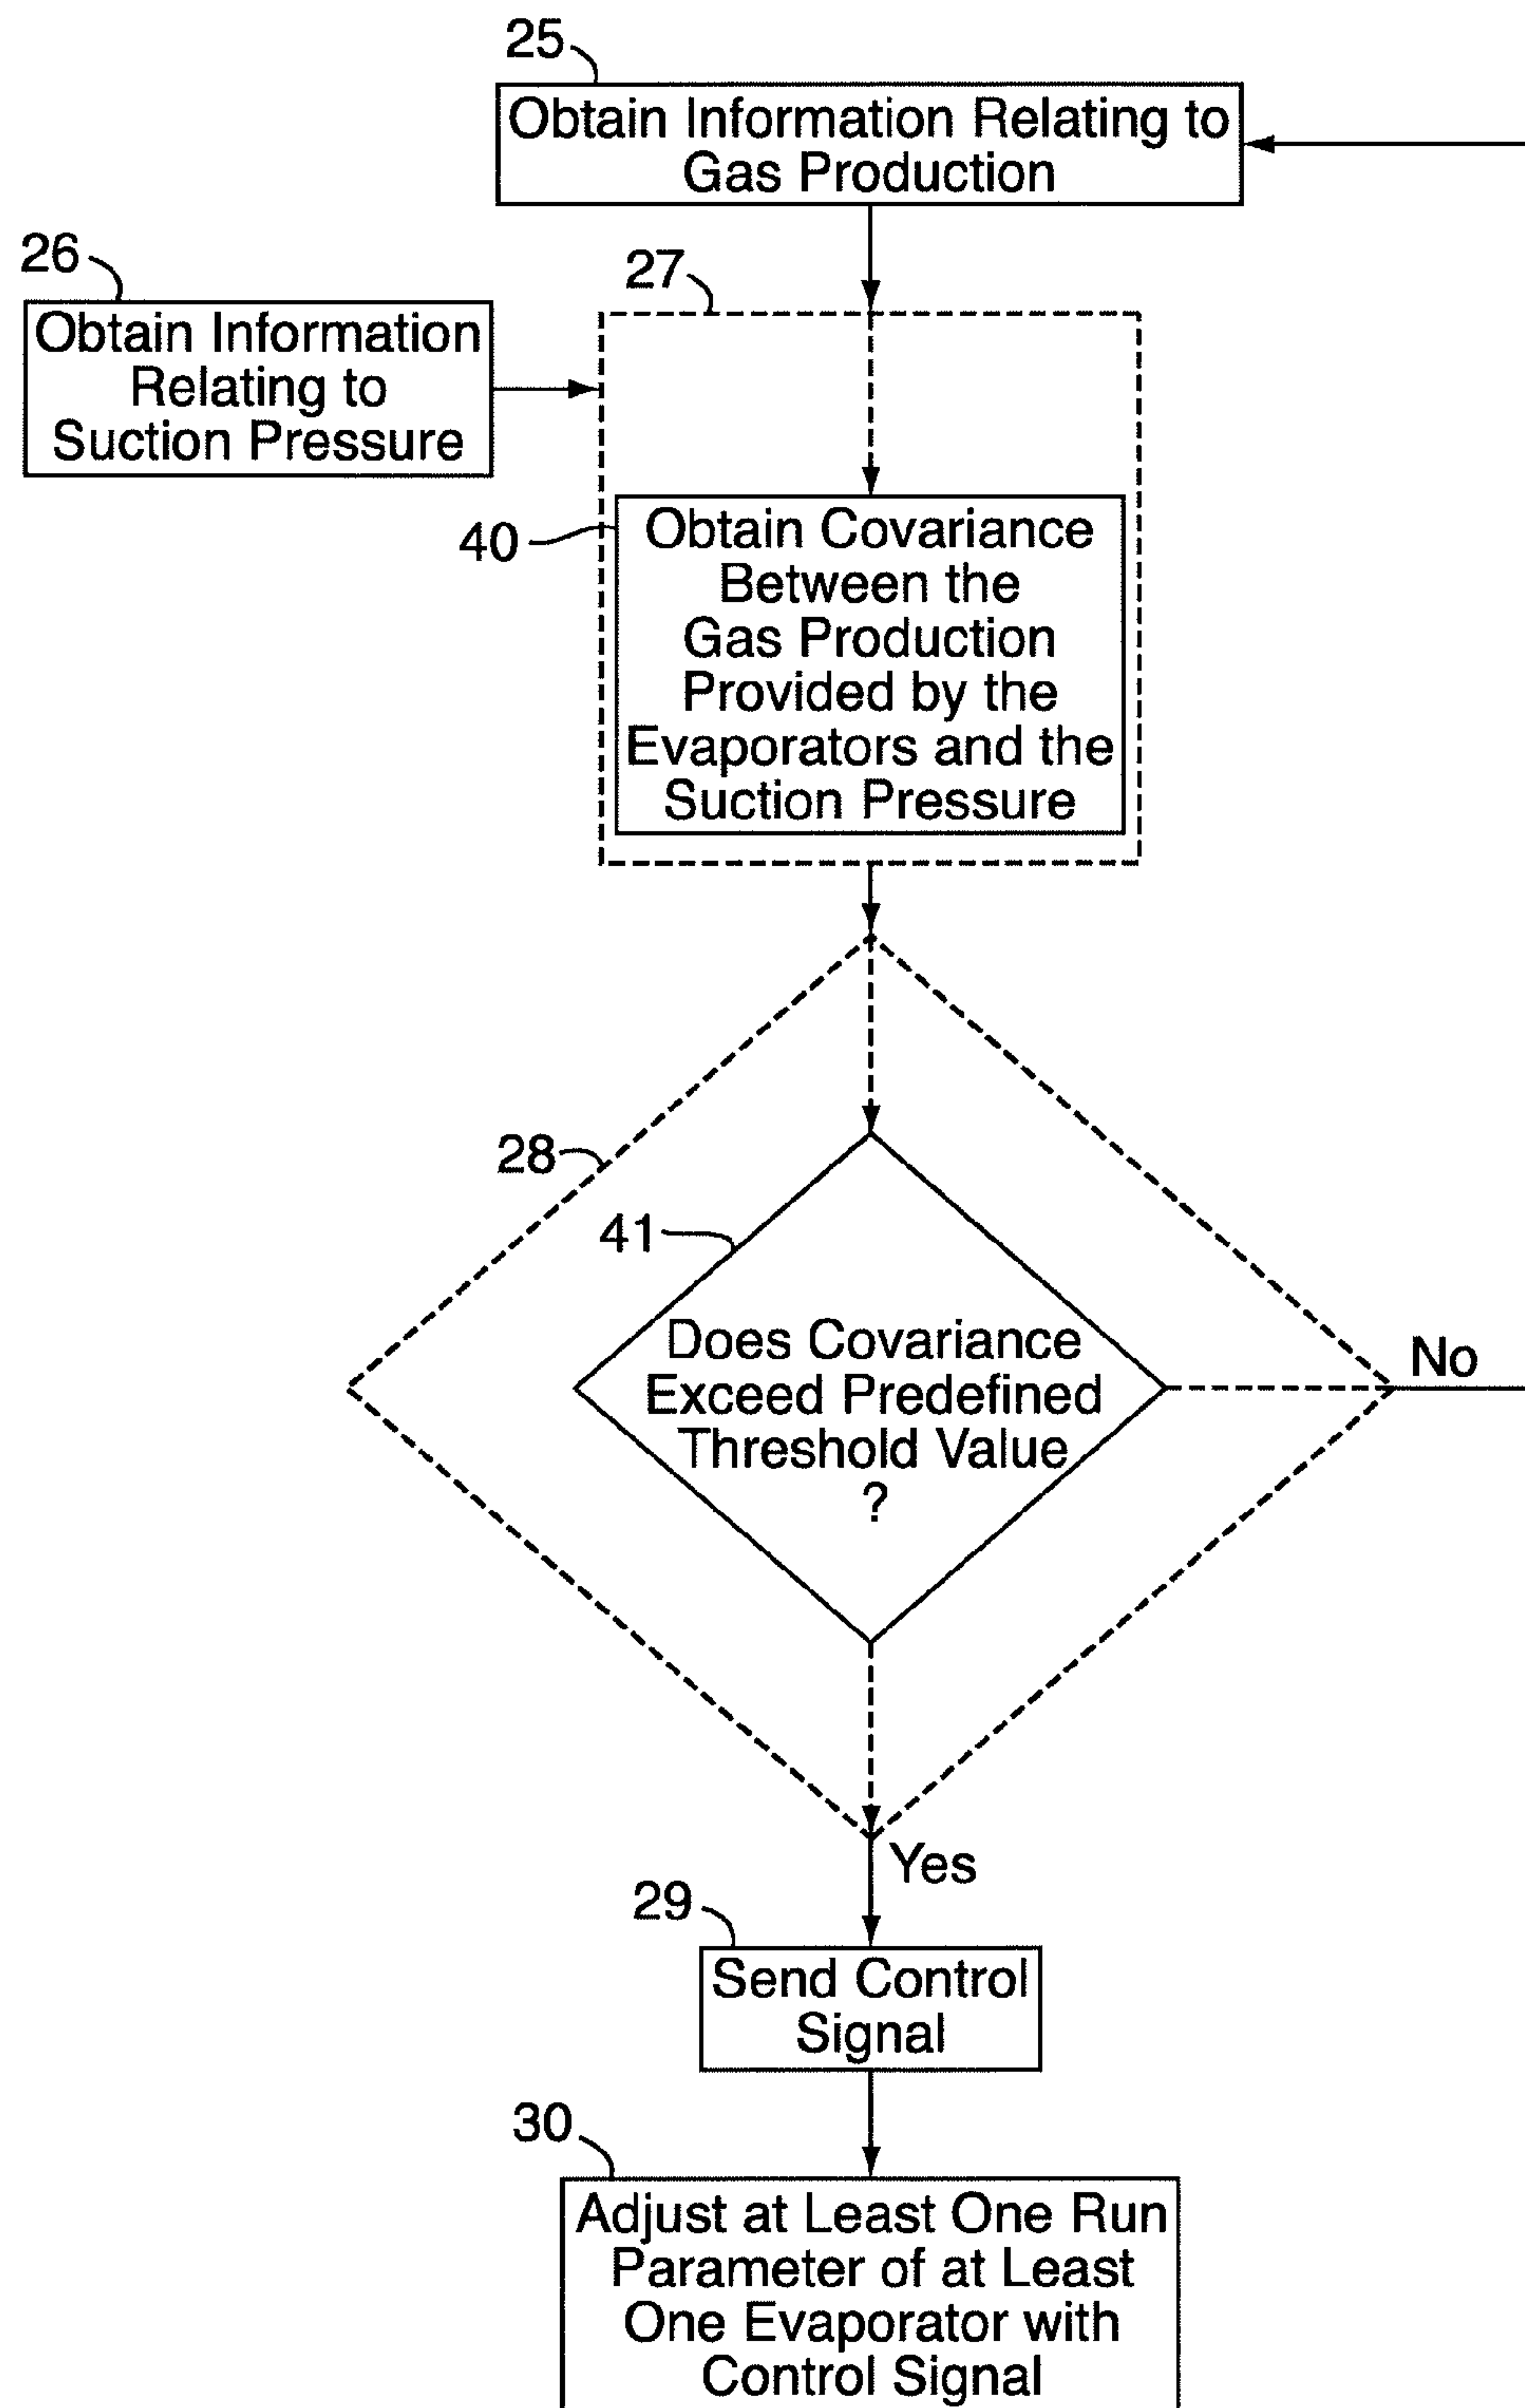 25
Obtain Information Relating to
Gas Production
26
Obtain Information
Relating to
Suction Pressure
27
40
Obtain Covariance
Between the
Gas Production
Provided by the
Evaporators and the
Suction Pressure
28
41
Does Covariance
Exceed Predefined
Threshold Value
?
No
Yes
29
Send Control
Signal
30
Adjust at Least One Run
Parameter of at Least
One Evaporator with
Control Signal